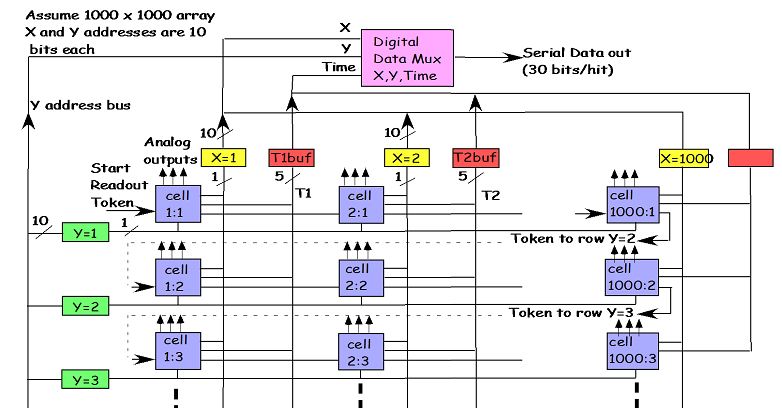 Assume 1000 x 1000 array
X and Y addresses are 10
bits each
X
Y
Time
Digital
Data Mux
X,Y,Time
Serial Data out
(30 bits/hit)
Y address bus
10
10
Analog
outputs
X=1
T1buf
X=2
T2buf
X=1000
1
5
1
5
Start
Readout
Token
T1
T2
cell
1:1
cell
2:1
cell
1000:1
10
Y=1
1
Token to row Y=2
cell
1:2
cell
2:2
cell
1000:2
Y=2
Token to row Y=3
cell
1:3
cell
2:3
cell
1000:3
Y=3